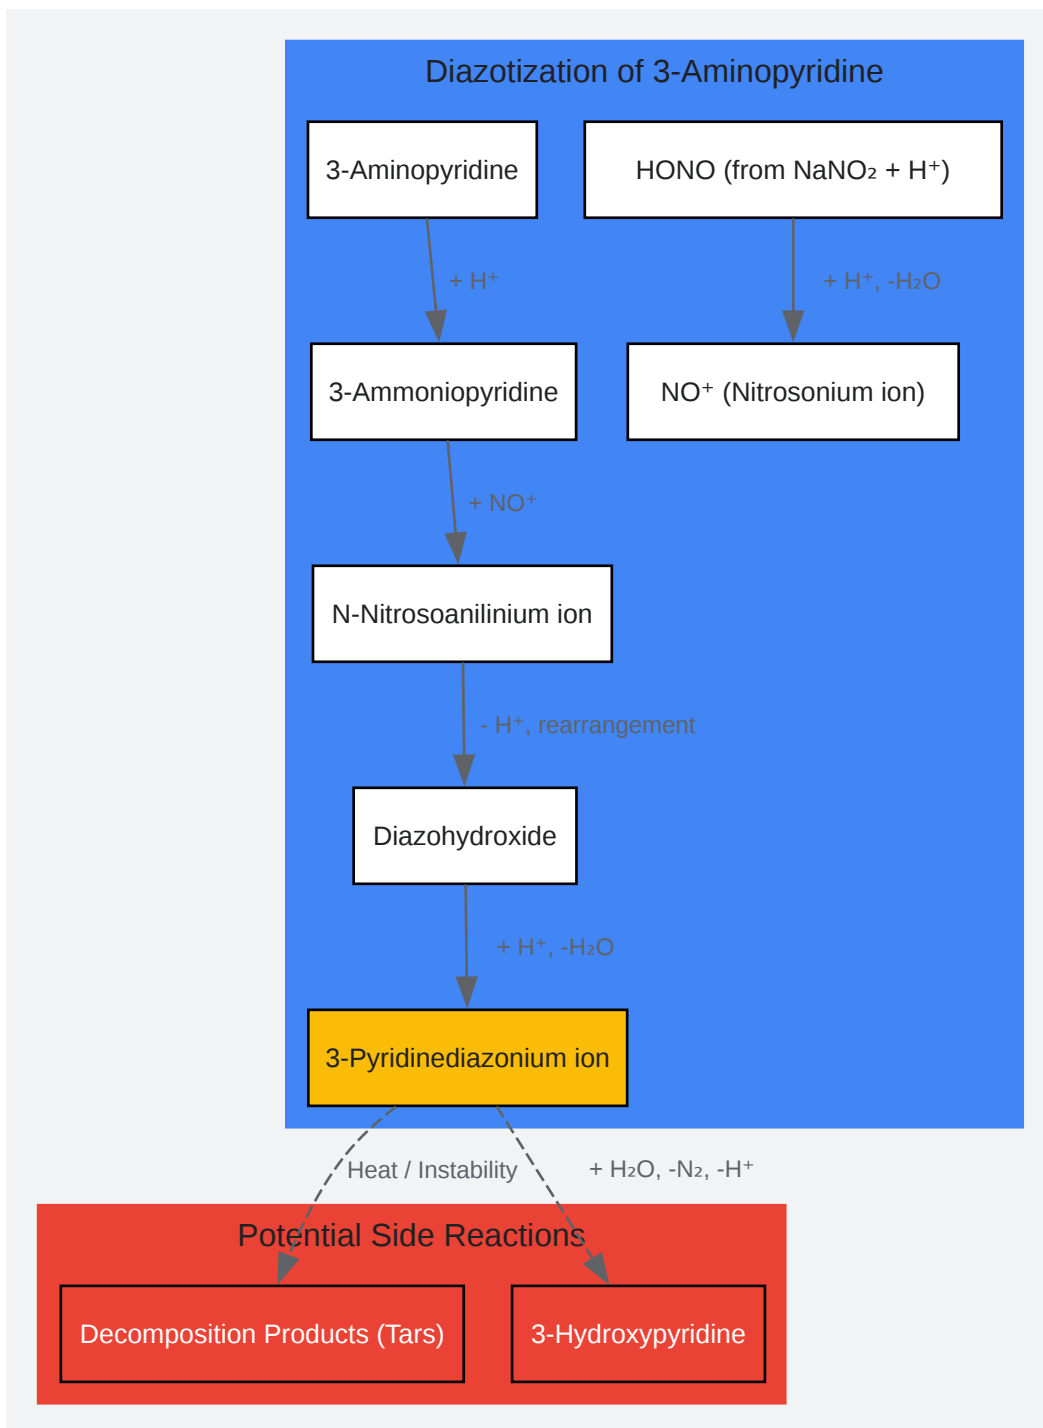 Diazotization of 3-Aminopyridine
3-Aminopyridine
HONO (from NaNO₂ + H⁺)
+ H⁺
+ H⁺, -H₂O
3-Ammoniopyridine
NO⁺ (Nitrosonium ion)
+ NO⁺
N-Nitrosoanilinium ion
- H⁺, rearrangement
Diazohydroxide
+ H⁺, -H₂O
3-Pyridinediazonium ion
Heat / Instability
+ H₂O, -N₂, -H⁺
Potential Side Reactions
Decomposition Products (Tars)
3-Hydroxypyridine